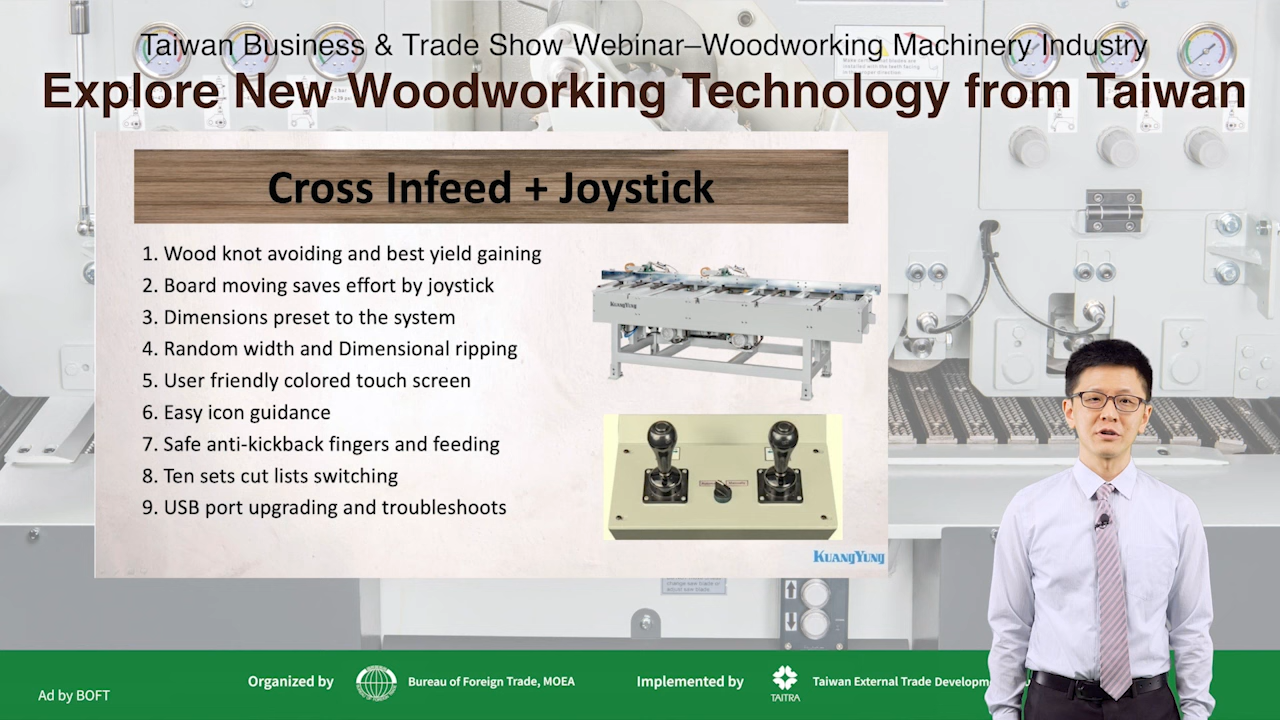 Taiwan Business & Trade Show Webinar–Woodworking Machinery Industry
Explore New Woodworking Technology from Taiwan
Cross Infeed + Joystick
1. Wood knot avoiding and best yield gaining
2. Board moving saves effort by joystick
3. Dimensions preset to the system
4. Random width and Dimensional ripping
5. User friendly colored touch screen
6. Easy icon guidance
7. Safe anti-kickback fingers and feeding
8. Ten sets cut lists switching
9. USB port upgrading and troubleshoots
KUANG YUNG
KUANG YUNG
Ad by BOFT
Organized by
Bureau of Foreign Trade, MOEA
Implemented by
TAITRA
Taiwan External Trade